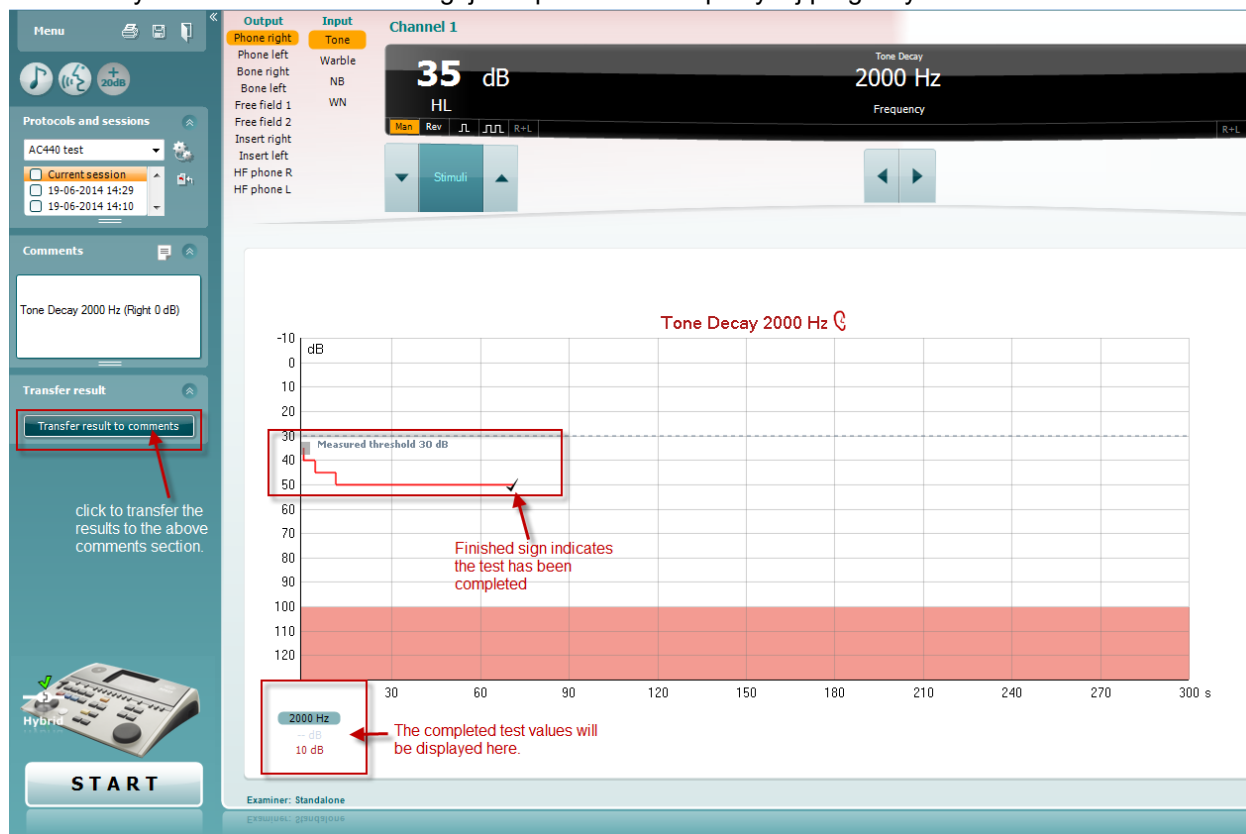 Menu
Protocols and sessions
AC440 test
Current session
19-06-2014 14:29
19-06-2014 14:10
Comments
Tone Decay 2000 Hz (Right 0 dB)
Transfer result
Transfer result to comments
click to transfer the
results to the above
comments section.
Hybrid
START
Output
Phone right
Phone left
Bone right
Bone left
Free field 1
Free field 2
Insert right
Insert left
HF phone R
HF phone L
Input
Tone
Warble
NB
WN
Channel 1
35 dB
HL
Man Rev R+L
Tone Decay
2000 Hz
Frequency
R+L
Stimuli
+
20dB
Tone Decay 2000 Hz
dB
-10
0
10
20
30
40
50
60
70
80
90
100
110
120
Measured threshold 30 dB
Finished sign indicates
the test has been
completed
30 60 90 120 150 180 210 240 270 300 s
2000 Hz
-- dB
10 dB
The completed test values will
be displayed here.
Examiner: Standalone